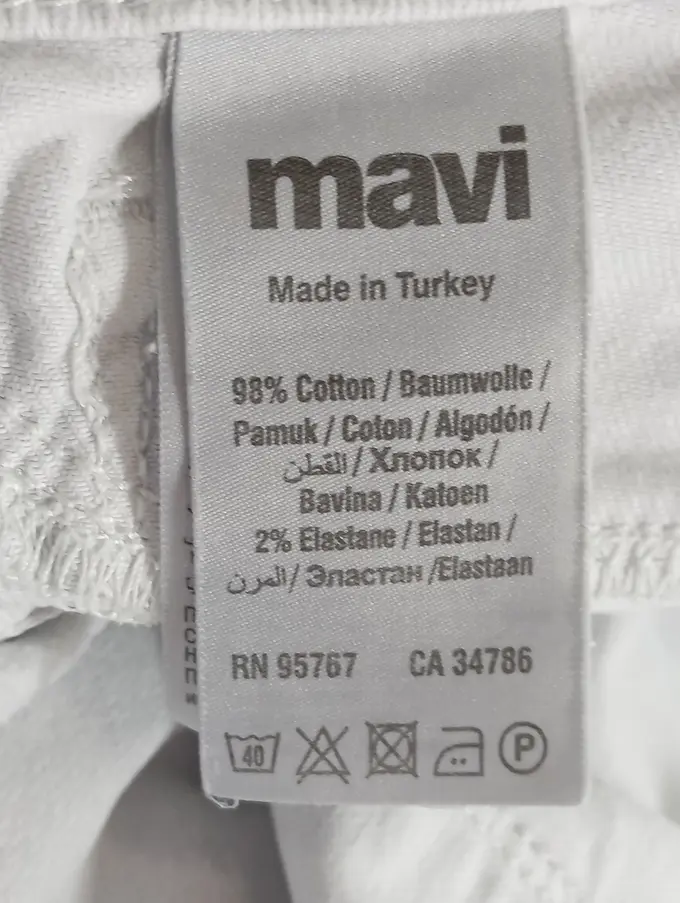 mavi
Made in Turkey
98% Cotton / Baumwolle /
Pamuk / Coton / Algodón /
القطن / Хлопок /
Bavlna / Katoen
2% Elastane / Elastan /
المرن / Эластан /Elastaan
RN 95767 CA 34786
40 P